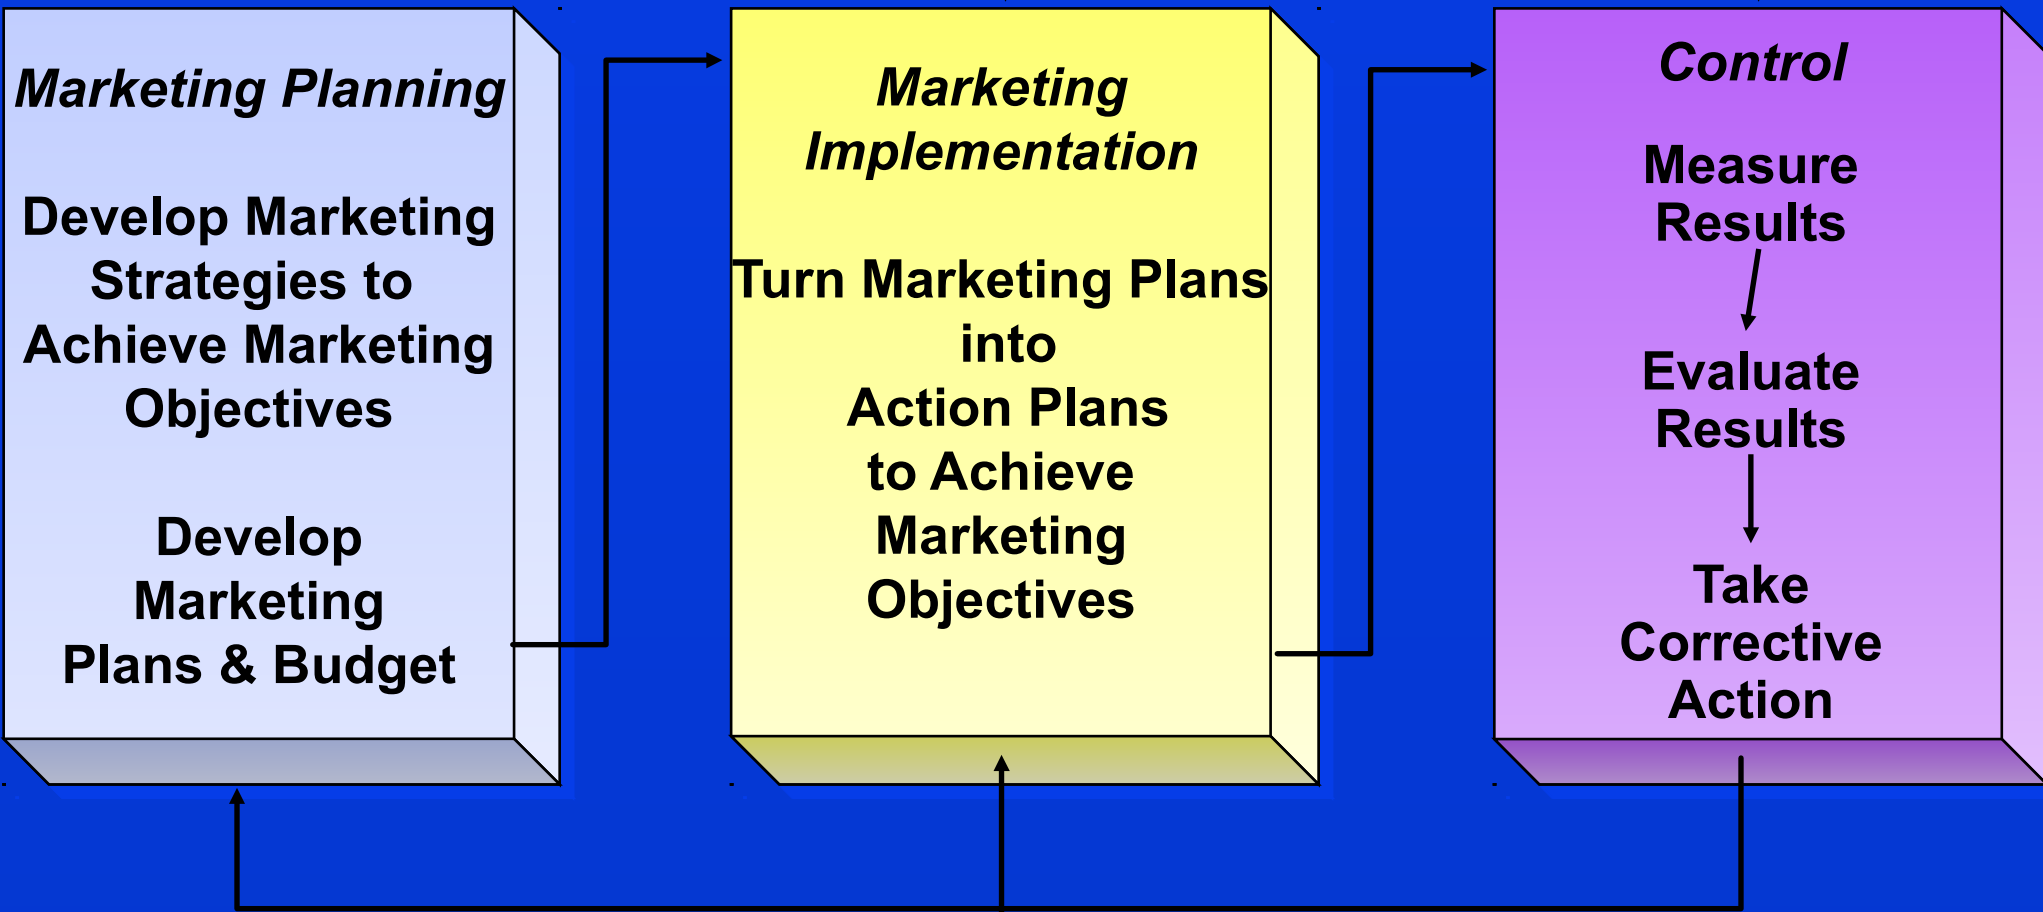 Marketing Planning
Develop Marketing
Strategies to
Achieve Marketing
Objectives
Develop
Marketing
Plans & Budget
Marketing
Implementation
Turn Marketing Plans
into
Action Plans
to Achieve
Marketing
Objectives
Control
Measure
Results
Evaluate
Results
Take
Corrective
Action